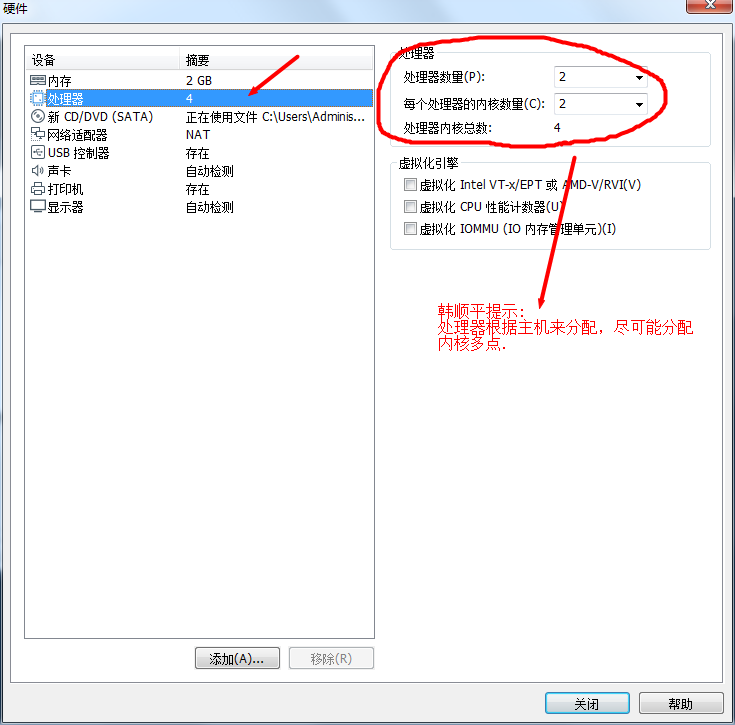 硬件
设备 摘要
内存 2 GB
处理器 4
新 CD/DVD (SATA) 正在使用文件 C:\Users\Adminis...
网络适配器 NAT
USB 控制器 存在
声卡 自动检测
打印机 存在
显示器 自动检测
添加(A)...
移除(R)
处理器
处理器数量(P): 2
每个处理器的内核数量(C): 2
处理器内核总数: 4
虚拟化引擎
虚拟化 Intel VT-x/EPT 或 AMD-V/RVI(V)
虚拟化 CPU 性能计数器(U)
虚拟化 IOMMU (IO 内存管理单元)(I)
韩顺平提示:
处理器根据主机来分配，尽可能分配
内核多点.
关闭
帮助